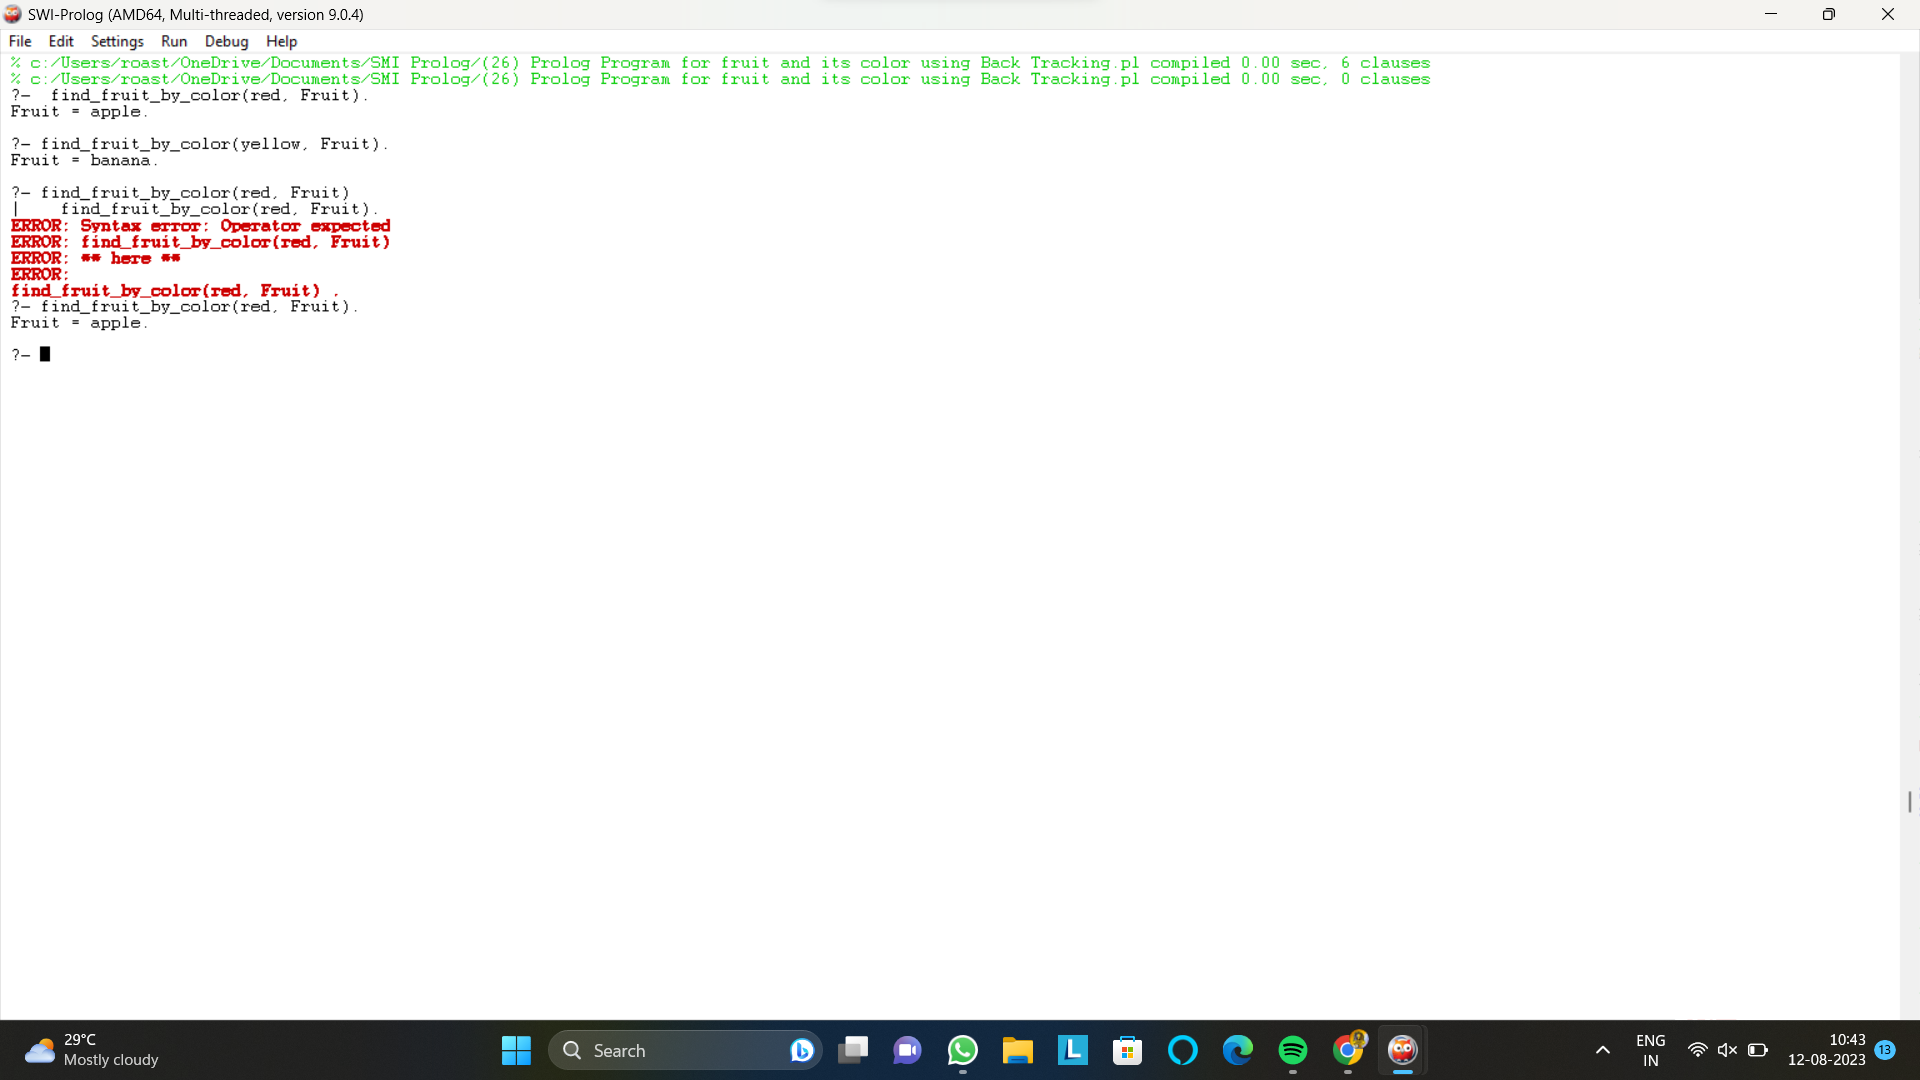 SWI-Prolog (AMD64, Multi-threaded, version 9.0.4)
File Edit Settings Run Debug Help
% c:/Users/roast/OneDrive/Documents/SMI Prolog/(26) Prolog Program for fruit and its color using Back Tracking.pl compiled 0.00 sec, 6 clauses
% c:/Users/roast/OneDrive/Documents/SMI Prolog/(26) Prolog Program for fruit and its color using Back Tracking.pl compiled 0.00 sec, 0 clauses
?-  find_fruit_by_color(red, Fruit).
Fruit = apple.
?- find_fruit_by_color(yellow, Fruit).
Fruit = banana.
?- find_fruit_by_color(red, Fruit)
|    find_fruit_by_color(red, Fruit).
ERROR: Syntax error: Operator expected
ERROR: find_fruit_by_color(red, Fruit)
ERROR: ** here **
ERROR:
find_fruit_by_color(red, Fruit) .
?- find_fruit_by_color(red, Fruit).
Fruit = apple.
?-
29°C
Mostly cloudy
Search
L
ENG
IN
10:43
12-08-2023
13